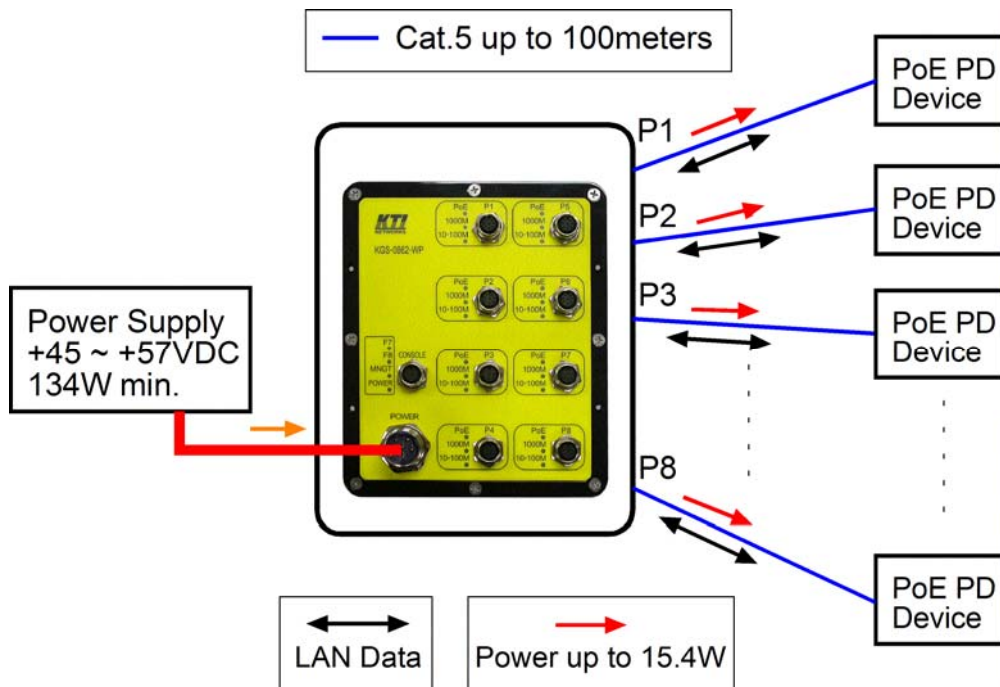 Cat.5 up to 100meters
PoE PD
Device
P1
PoE PD
Device
P2
P3
PoE PD
Device
P8
PoE PD
Device
Power Supply
+45 ~ +57VDC
134W min.
KTI
NETWORKS
KGS-0862-WP
PoE P1
1000M
10-100M
PoE P5
1000M
10-100M
PoE P2
1000M
10-100M
PoE P6
1000M
10-100M
F7
F8
MNGT
POWER
CONSOLE
PoE P3
1000M
10-100M
PoE P7
1000M
10-100M
POWER
PoE P4
1000M
10-100M
PoE P8
1000M
10-100M
LAN Data
Power up to 15.4W